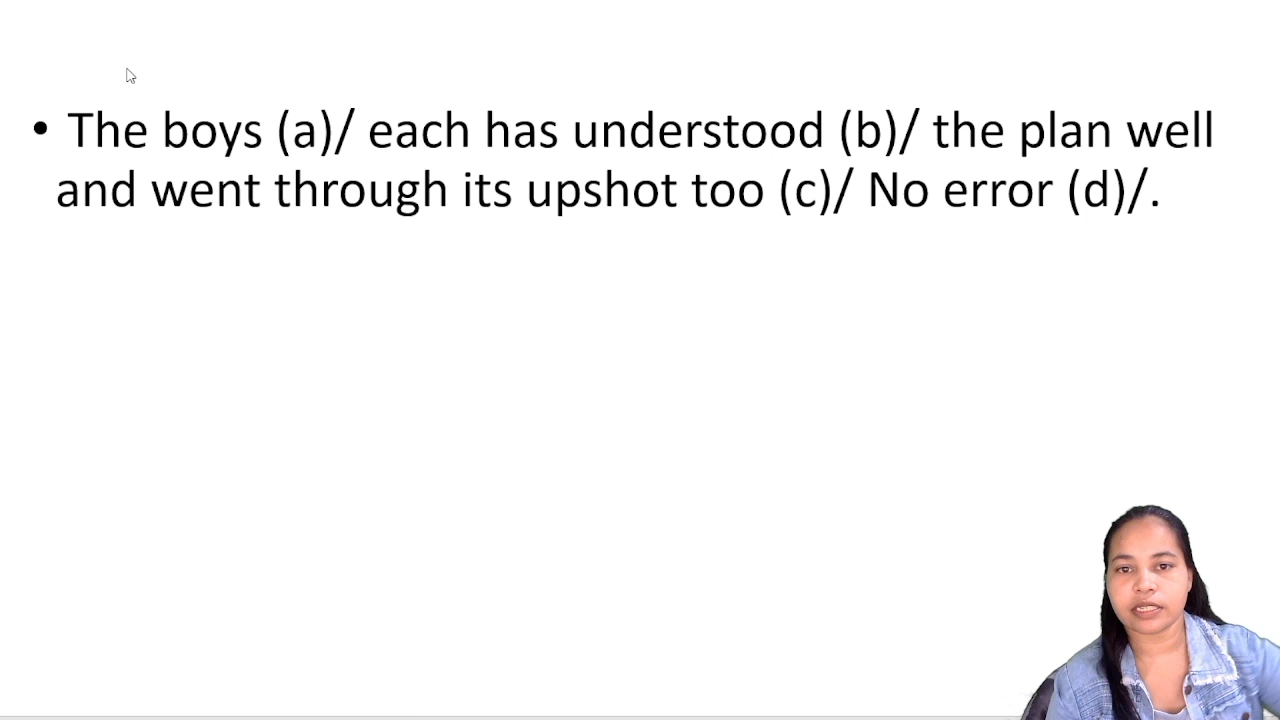 • The boys (a)/ each has understood (b)/ the plan well
and went through its upshot too (c)/ No error (d)/.